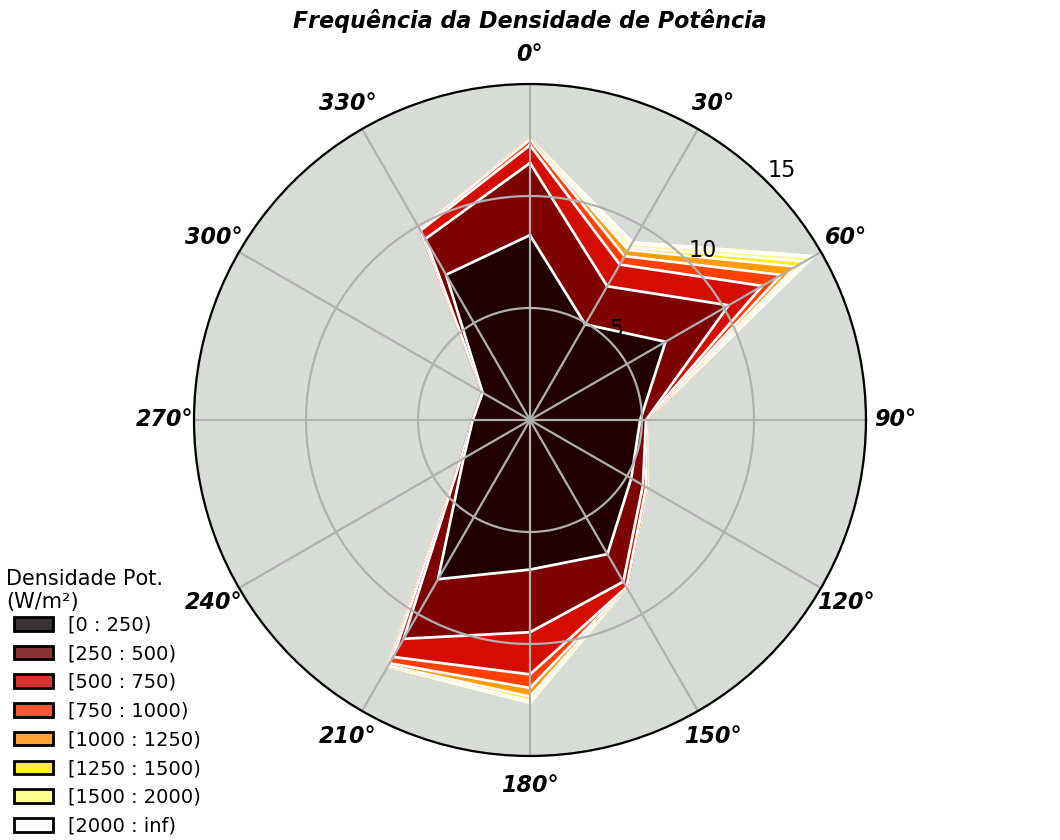 Frequência da Densidade de Potência
0°
330°
30°
15
300°
60°
10
5
270°
90°
240°
120°
210°
150°
180°
Densidade Pot.
(W/m²)
[0 : 250)
[250 : 500)
[500 : 750)
[750 : 1000)
[1000 : 1250)
[1250 : 1500)
[1500 : 2000)
[2000 : inf)